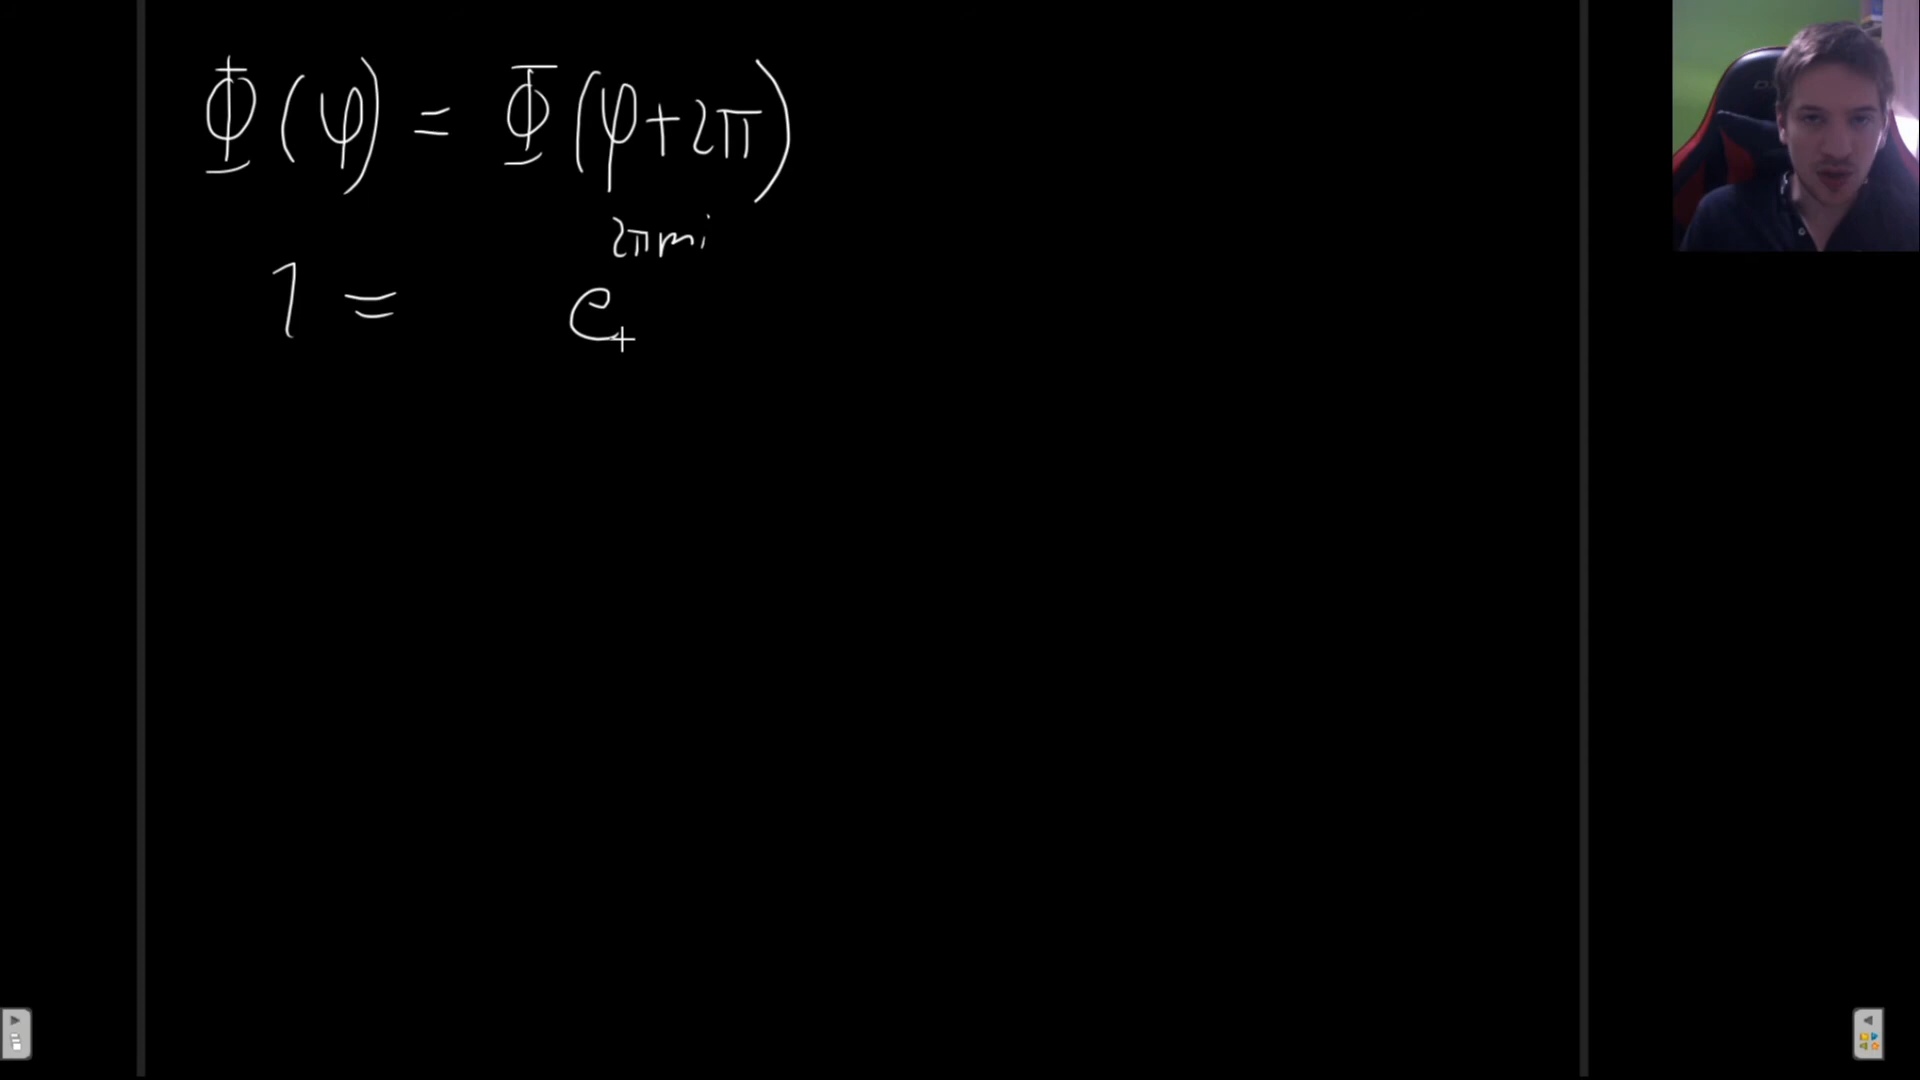 Φ(φ) = Φ(φ+2π)
1 = e^{2πmi}